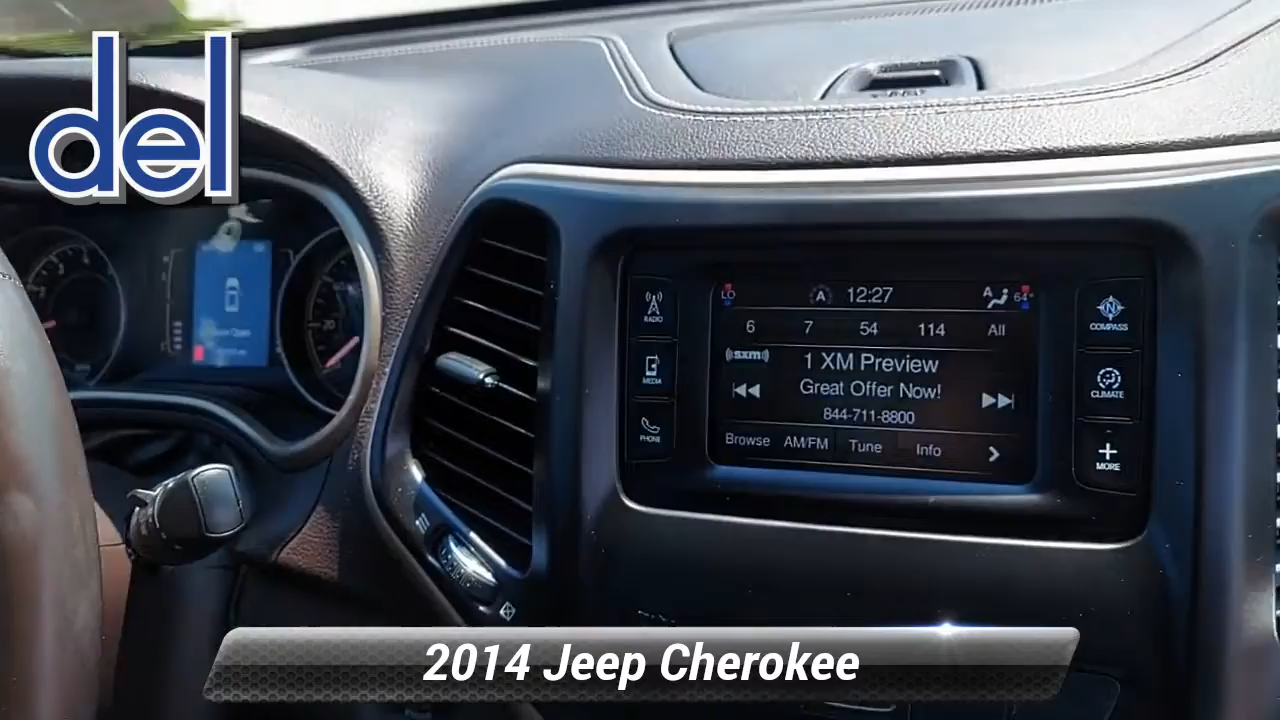 del
LO A 12:27 A 64°
6 7 54 114 All
RADIO
COMPASS
((sxm))
1 XM Preview
MEDIA
Great Offer Now!
CLIMATE
844-711-8800
PHONE
Browse AM/FM Tune Info >
+
MORE
20
2014 Jeep Cherokee